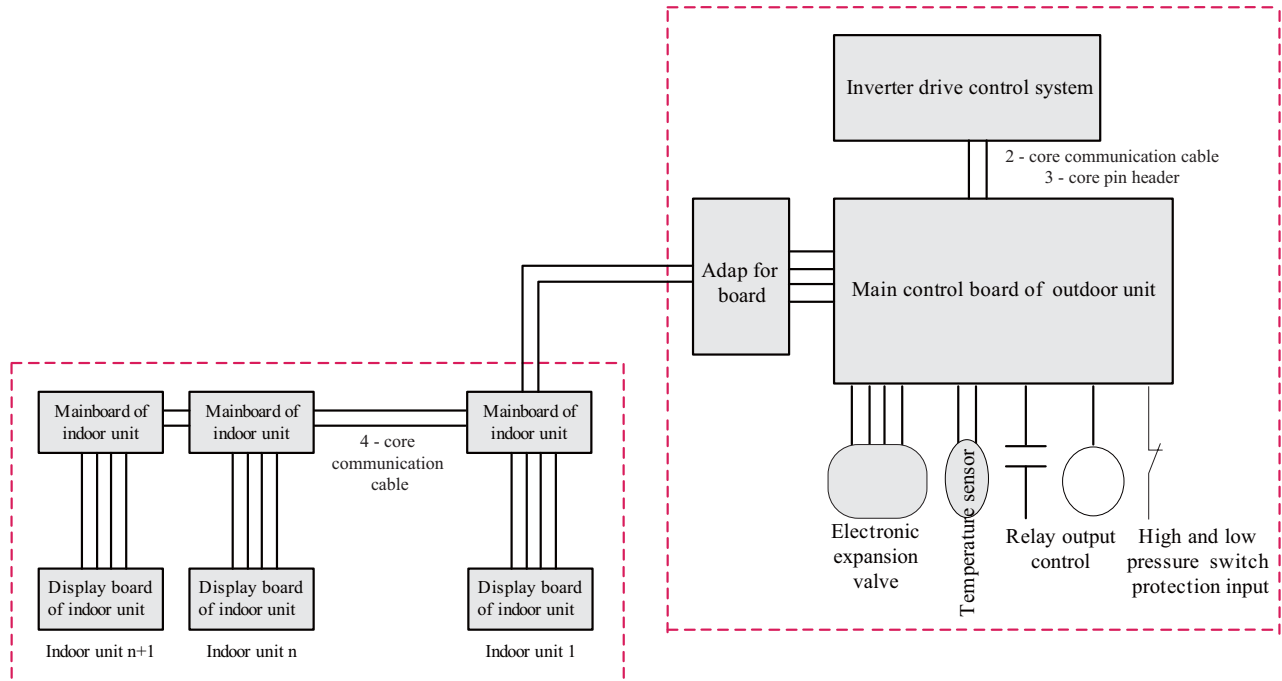 Inverter drive control system
2 - core communication cable
3 - core pin header
Adap for
board
Main control board of outdoor unit
Mainboard of
indoor unit
Mainboard of
indoor unit
Mainboard of
indoor unit
4 - core
communication
cable
Electronic
expansion
valve
Temperature sensor
Relay output
control
High and low
pressure switch
protection input
Display board
of indoor unit
Display board
of indoor unit
Display board
of indoor unit
Indoor unit n+1
Indoor unit n
Indoor unit 1